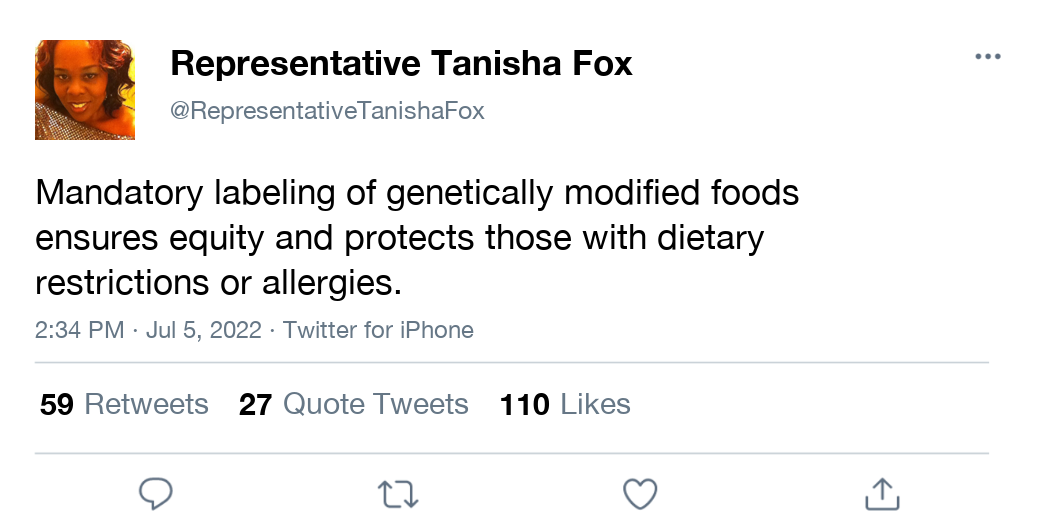 Representative Tanisha Fox
@RepresentativeTanishaFox
Mandatory labeling of genetically modified foods
ensures equity and protects those with dietary
restrictions or allergies.
2:34 PM · Jul 5, 2022 · Twitter for iPhone
59 Retweets 27 Quote Tweets 110 Likes